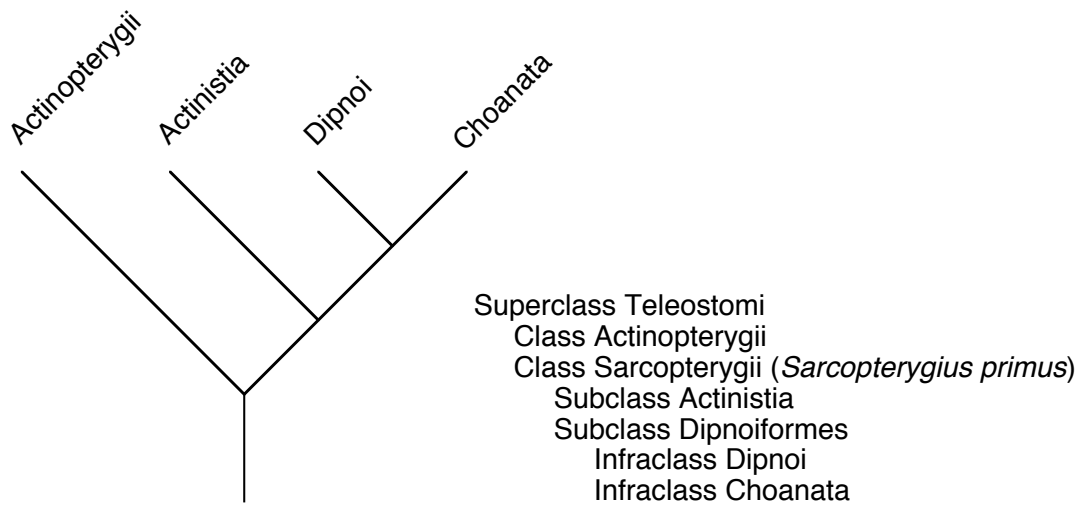 Actinopterygii
Actinistia
Dipnoi
Choanata
Superclass Teleostomi
Class Actinopterygii
Class Sarcopterygii (Sarcopterygius primus)
Subclass Actinistia
Subclass Dipnoiformes
Infraclass Dipnoi
Infraclass Choanata